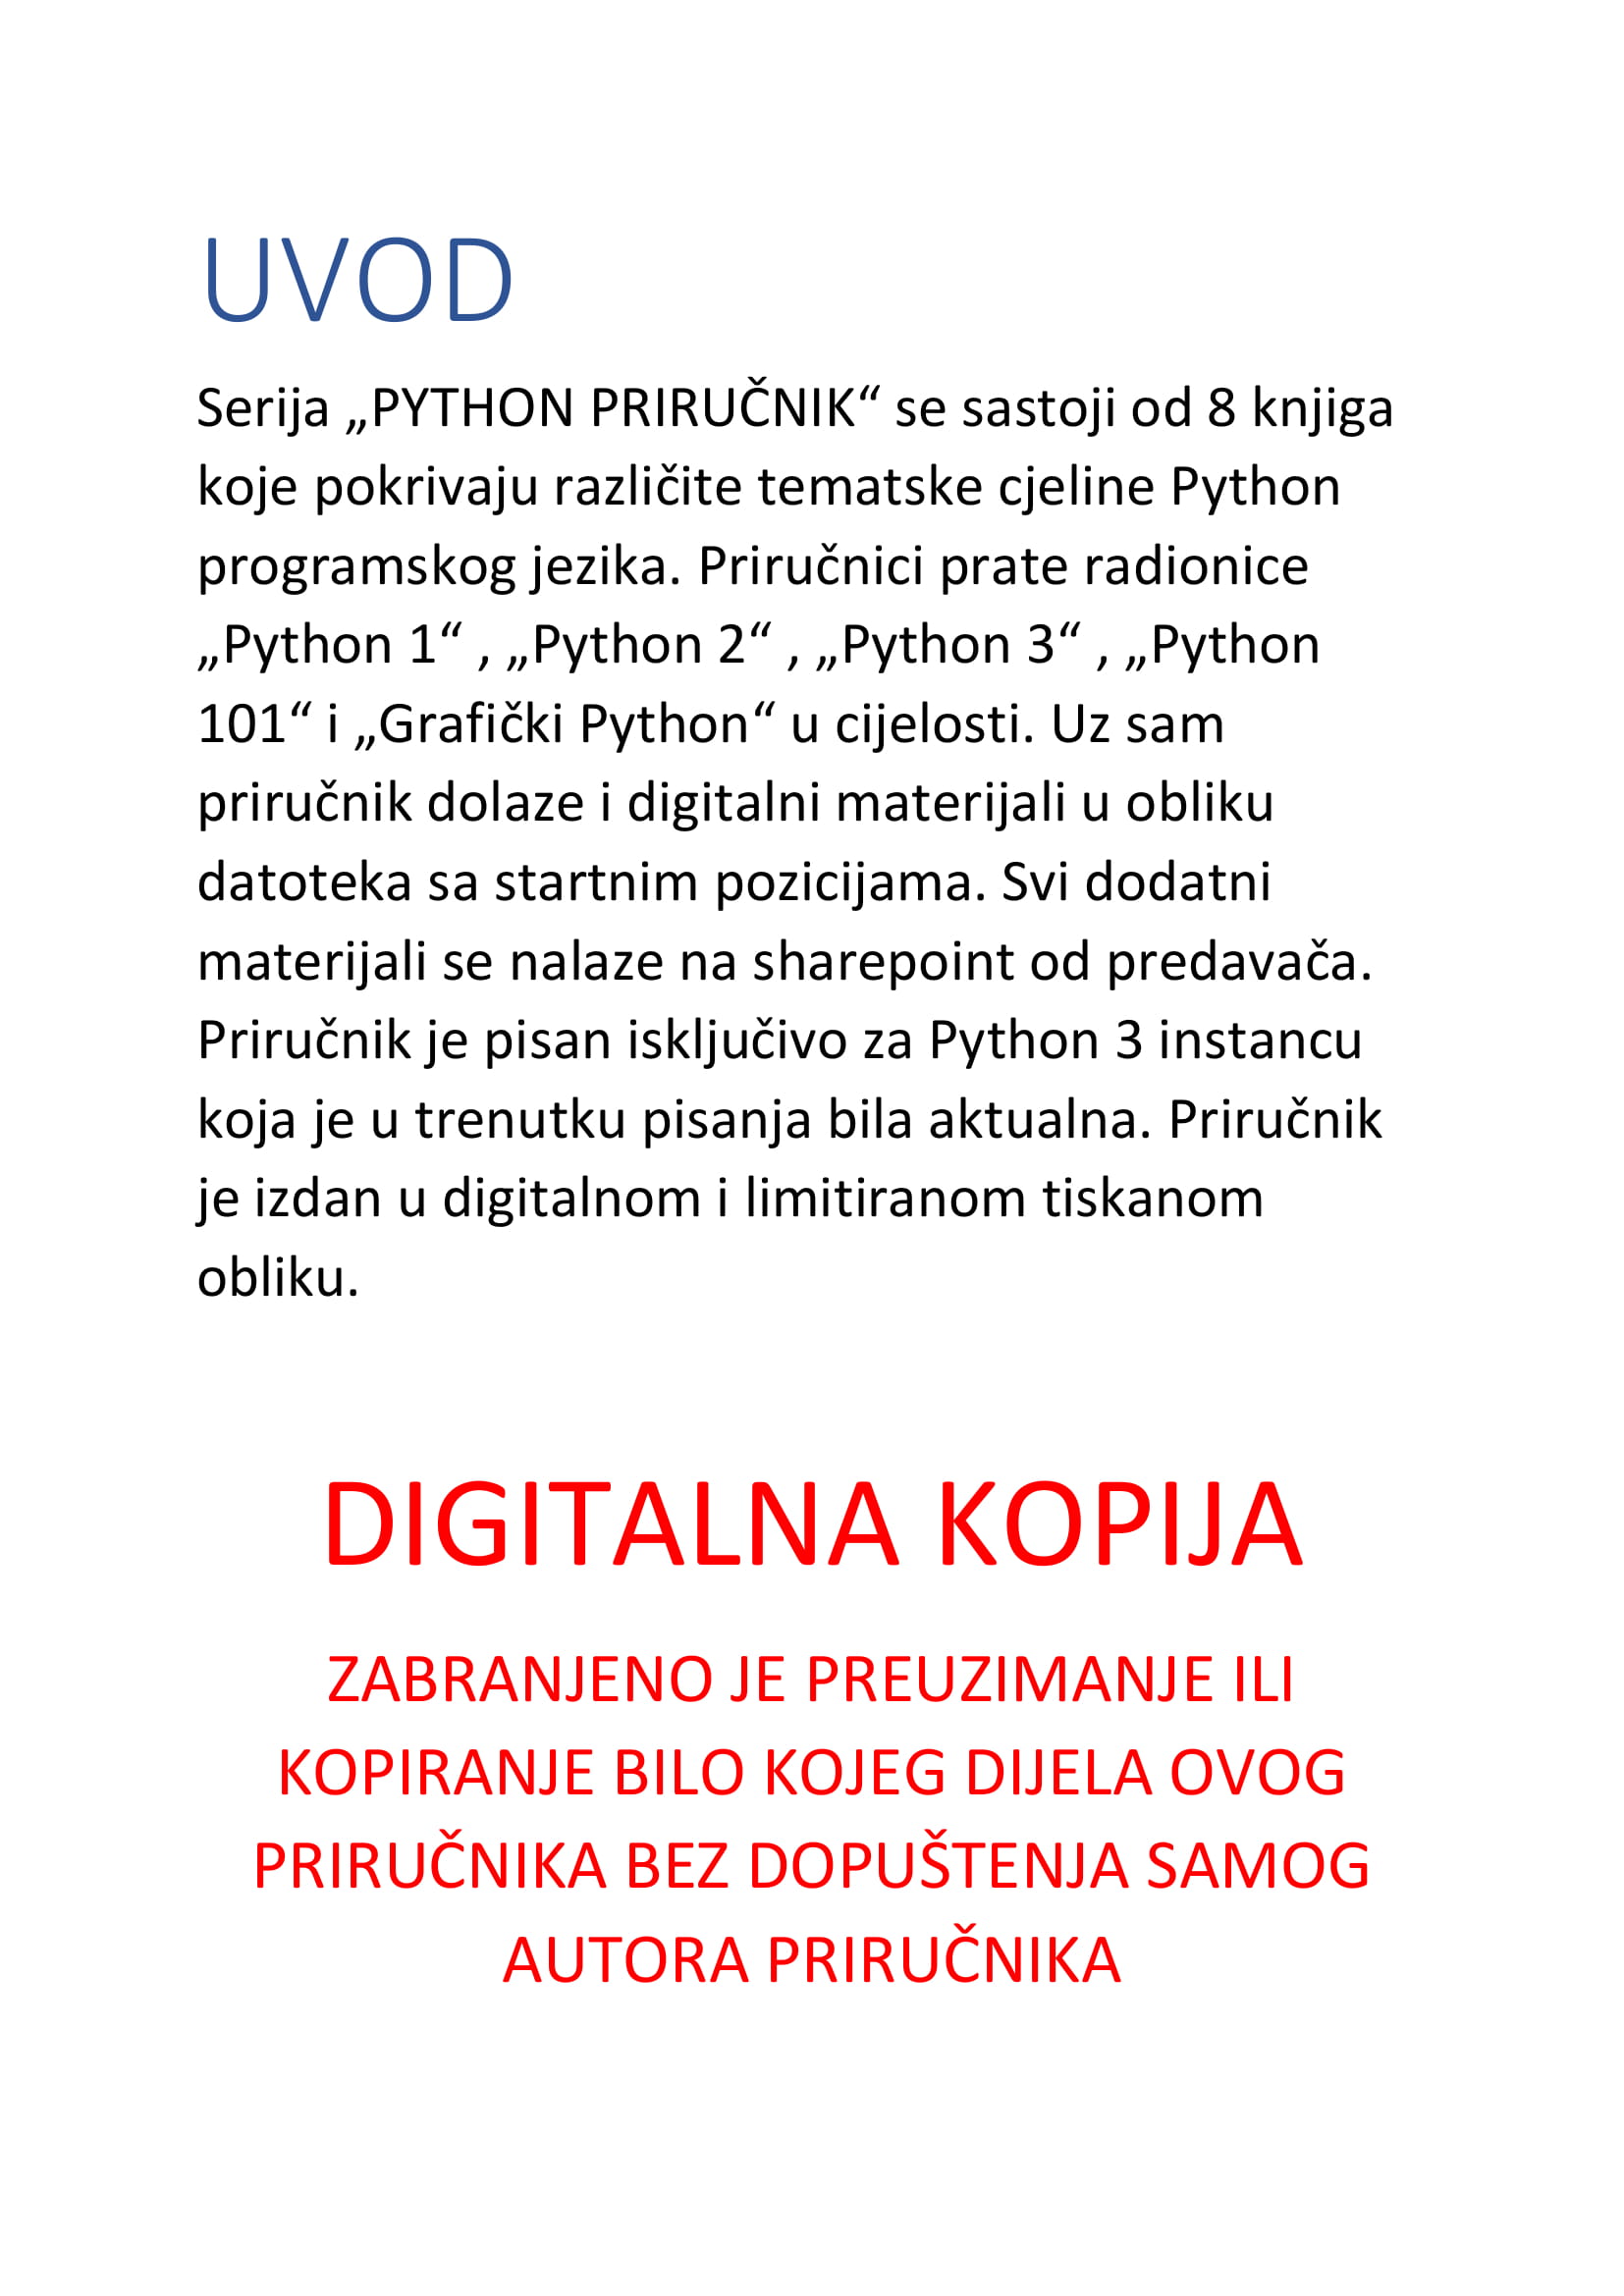 UVOD
Serija „PYTHON PRIRUČNIK“ se sastoji od 8 knjiga
koje pokrivaju različite tematske cjeline Python
programskog jezika. Priručnici prate radionice
„Python 1“ , „Python 2“ , „Python 3“ , „Python
101“ i „Grafički Python“ u cijelosti. Uz sam
priručnik dolaze i digitalni materijali u obliku
datoteka sa startnim pozicijama. Svi dodatni
materijali se nalaze na sharepoint od predavača.
Priručnik je pisan isključivo za Python 3 instancu
koja je u trenutku pisanja bila aktualna. Priručnik
je izdan u digitalnom i limitiranom tiskanom
obliku.
DIGITALNA KOPIJA
ZABRANJENO JE PREUZIMANJE ILI
KOPIRANJE BILO KOJEG DIJELA OVOG
PRIRUČNIKA BEZ DOPUŠTENJA SAMOG
AUTORA PRIRUČNIKA